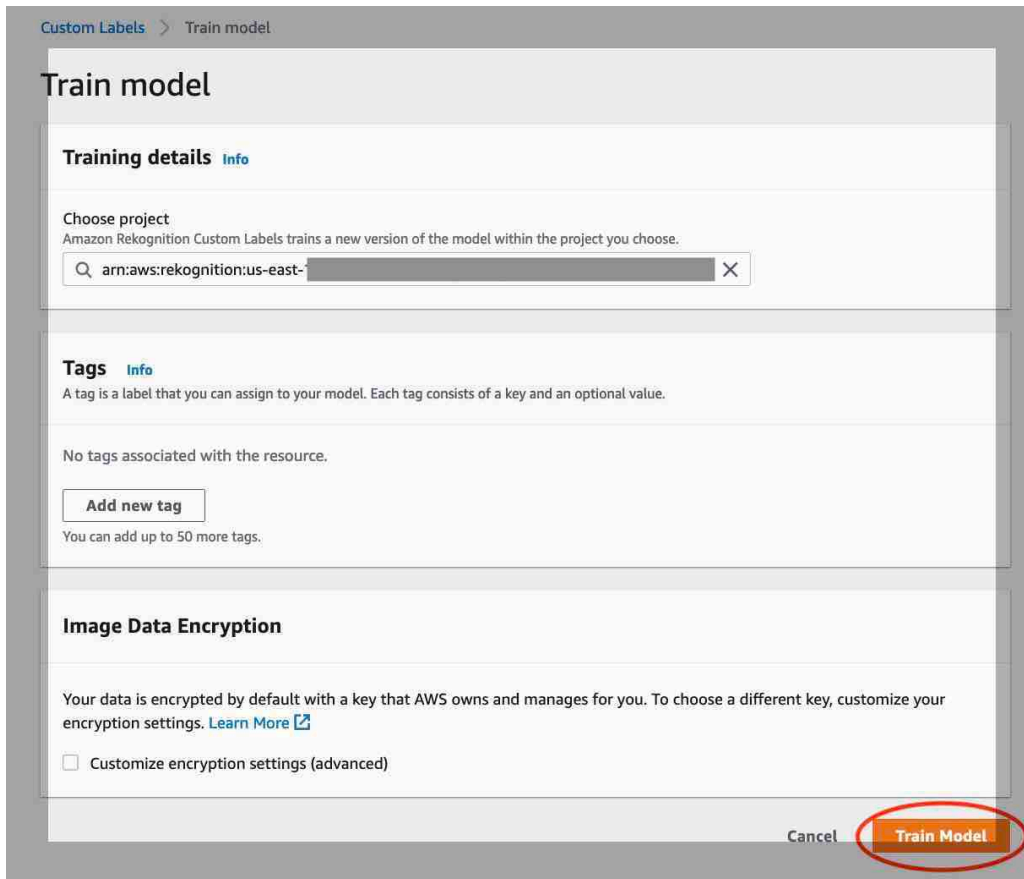 Custom Labels > Train model
Train model
Training details Info
Choose project
Amazon Rekognition Custom Labels trains a new version of the model within the project you choose.
arn:aws:rekognition:us-east-
Tags Info
A tag is a label that you can assign to your model. Each tag consists of a key and an optional value.
No tags associated with the resource.
Add new tag
You can add up to 50 more tags.
Image Data Encryption
Your data is encrypted by default with a key that AWS owns and manages for you. To choose a different key, customize your
encryption settings. Learn More
Customize encryption settings (advanced)
Cancel Train Model